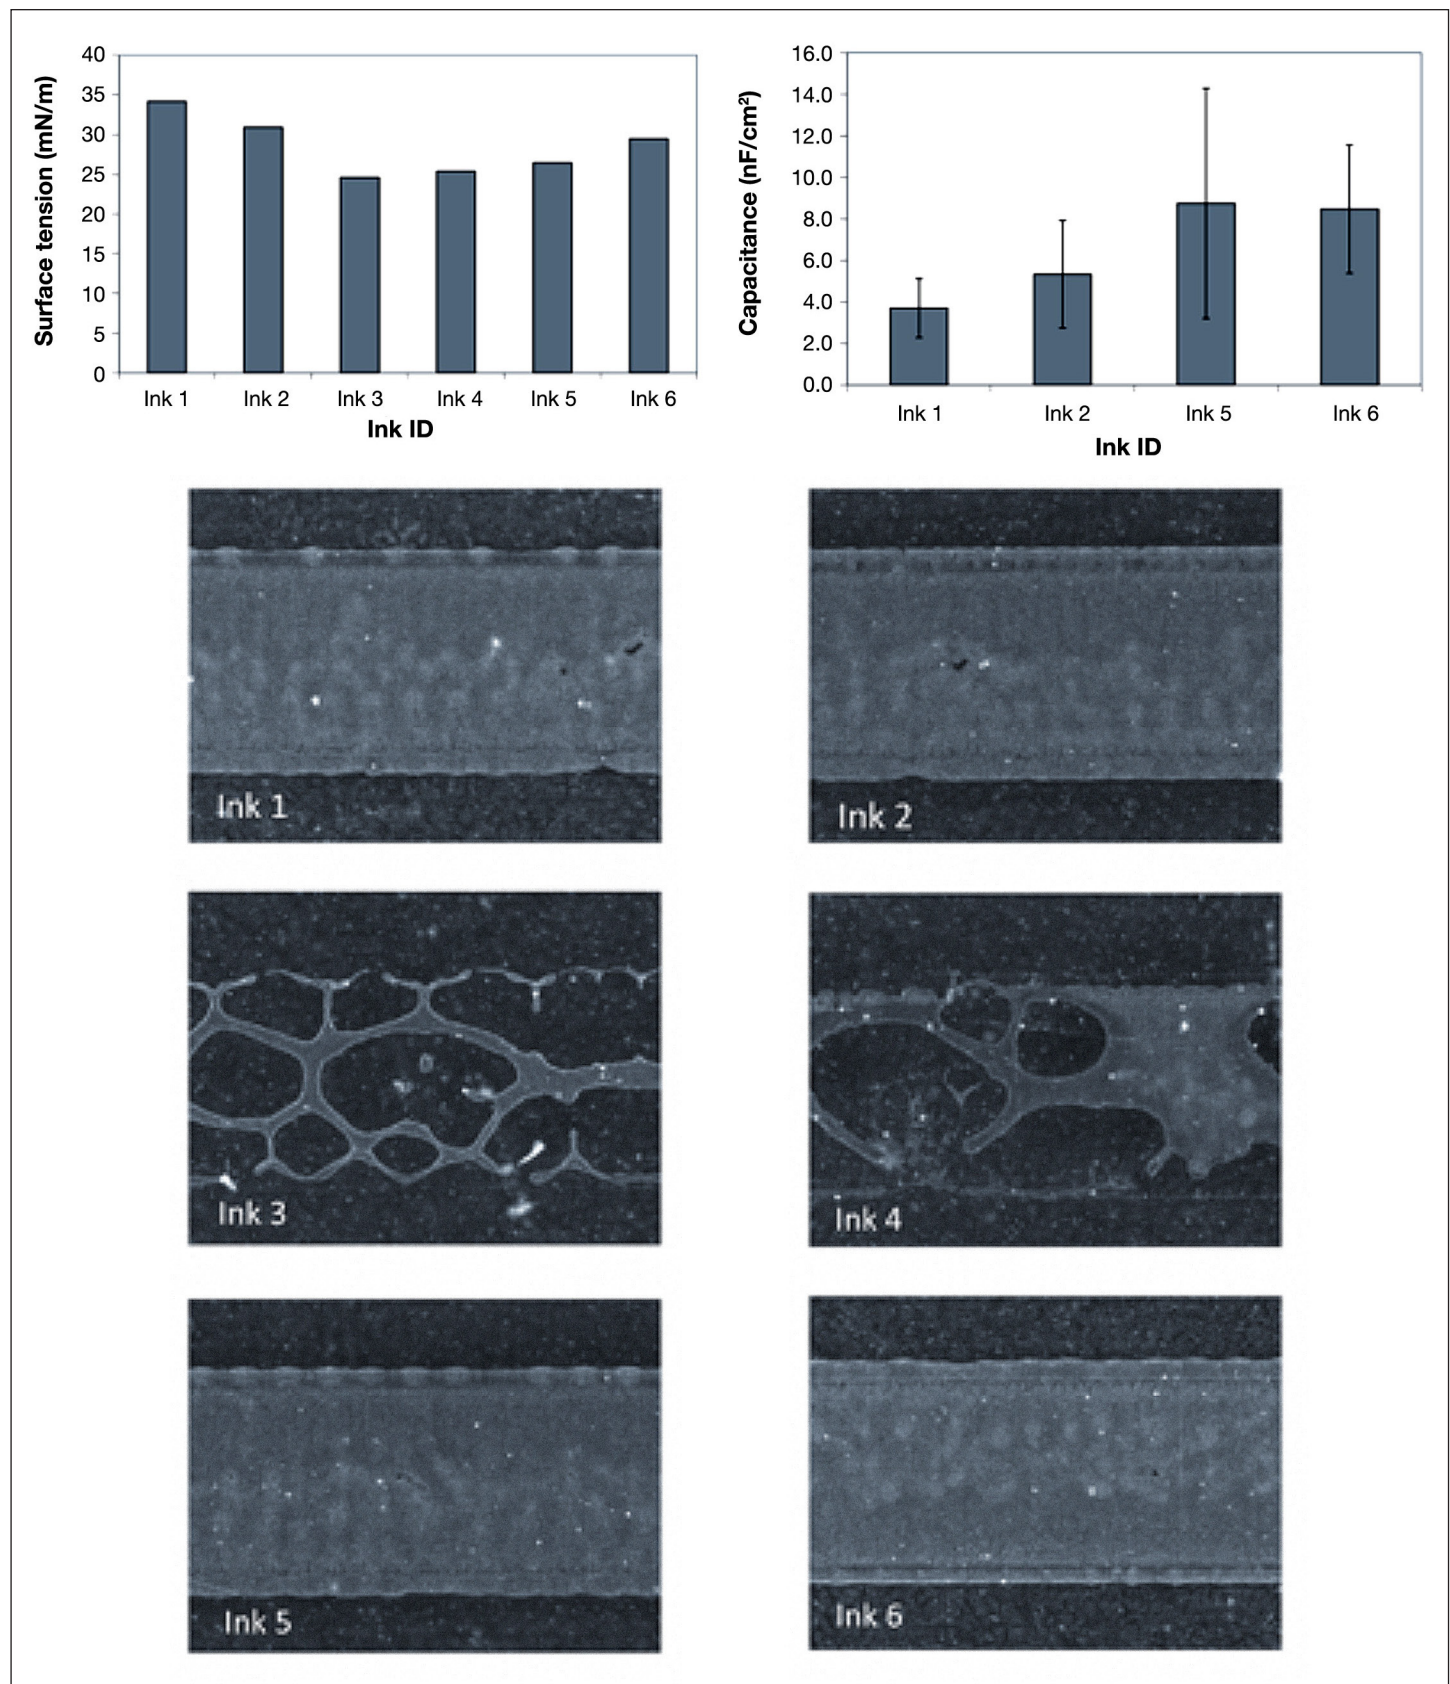 Surface tension (mN/m)
40
35
30
25
20
15
10
5
0
Ink 1 Ink 2 Ink 3 Ink 4 Ink 5 Ink 6
Ink ID
Capacitance (nF/cm²)
16.0
14.0
12.0
10.0
8.0
6.0
4.0
2.0
0.0
Ink 1 Ink 2 Ink 5 Ink 6
Ink ID
Ink 1
Ink 2
Ink 3
Ink 4
Ink 5
Ink 6